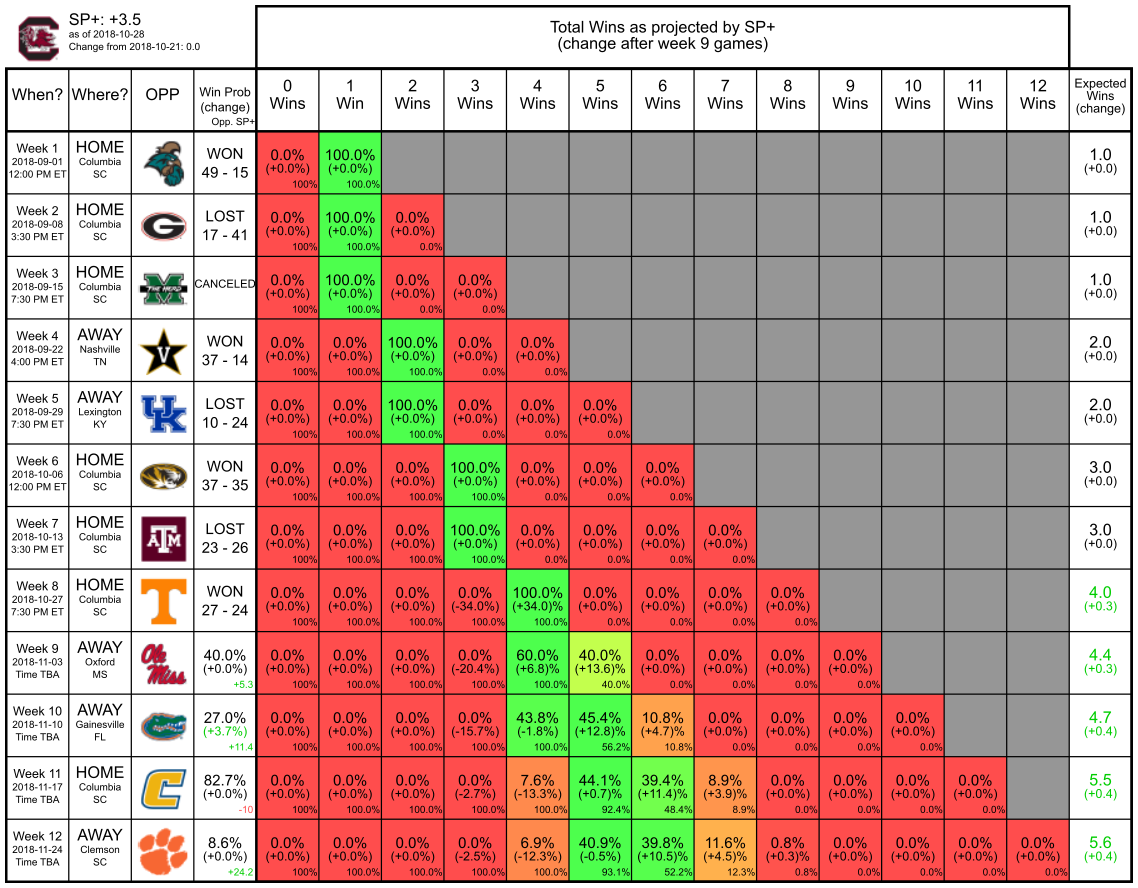 SP+: +3.5
as of 2018-10-28
Change from 2018-10-21: 0.0
Total Wins as projected by SP+
(change after week 9 games)
When? Where? OPP Win Prob (change) Opp. SP+ 0 Wins 1 Win 2 Wins 3 Wins 4 Wins 5 Wins 6 Wins 7 Wins 8 Wins 9 Wins 10 Wins 11 Wins 12 Wins Expected Wins (change)
Week 1 HOME WON 0.0% 100.0% 1.0
2018-09-01 Columbia (+0.0%) (+0.0%) (+0.0)
12:00 PM ET SC 49 - 15 100% 100.0%
Week 2 HOME G LOST 0.0% 100.0% 0.0% 1.0
2018-09-08 Columbia (+0.0%) (+0.0%) (+0.0%) (+0.0)
3:30 PM ET SC 17 - 41 100% 100.0% 0.0%
Week 3 HOME M THE HERD CANCELED 0.0% 100.0% 0.0% 0.0% 1.0
2018-09-15 Columbia (+0.0%) (+0.0%) (+0.0%) (+0.0%) (+0.0)
7:30 PM ET SC 100% 100.0% 0.0% 0.0%
Week 4 AWAY V WON 0.0% 0.0% 100.0% 0.0% 0.0% 2.0
2018-09-22 Nashville (+0.0%) (+0.0%) (+0.0%) (+0.0%) (+0.0%) (+0.0)
4:00 PM ET TN 37 - 14 100% 100.0% 100.0% 0.0% 0.0%
Week 5 AWAY UK LOST 0.0% 0.0% 100.0% 0.0% 0.0% 0.0% 2.0
2018-09-29 Lexington (+0.0%) (+0.0%) (+0.0%) (+0.0%) (+0.0%) (+0.0%) (+0.0)
7:30 PM ET KY 10 - 24 100% 100.0% 100.0% 0.0% 0.0% 0.0%
Week 6 HOME WON 0.0% 0.0% 0.0% 100.0% 0.0% 0.0% 0.0% 3.0
2018-10-06 Columbia (+0.0%) (+0.0%) (+0.0%) (+0.0%) (+0.0%) (+0.0%) (+0.0%) (+0.0)
12:00 PM ET SC 37 - 35 100% 100.0% 100.0% 100.0% 0.0% 0.0% 0.0%
Week 7 HOME ATM LOST 0.0% 0.0% 0.0% 100.0% 0.0% 0.0% 0.0% 0.0% 3.0
2018-10-13 Columbia (+0.0%) (+0.0%) (+0.0%) (+0.0%) (+0.0%) (+0.0%) (+0.0%) (+0.0%) (+0.0)
3:30 PM ET SC 23 - 26 100% 100.0% 100.0% 100.0% 0.0% 0.0% 0.0% 0.0%
Week 8 HOME T WON 0.0% 0.0% 0.0% 0.0% 100.0% 0.0% 0.0% 0.0% 0.0% 4.0
2018-10-27 Columbia (+0.0%) (+0.0%) (+0.0%) (-34.0%) (+34.0)% (+0.0%) (+0.0%) (+0.0%) (+0.0%) (+0.3)
7:30 PM ET SC 27 - 24 100% 100.0% 100.0% 100.0% 100.0% 0.0% 0.0% 0.0% 0.0%
Week 9 AWAY Ole Miss 40.0% 0.0% 0.0% 0.0% 0.0% 60.0% 40.0% 0.0% 0.0% 0.0% 0.0% 4.4
2018-11-03 Oxford (+0.0%) (+0.0%) (+0.0%) (+0.0%) (-20.4%) (+6.8)% (+13.6)% (+0.0%) (+0.0%) (+0.0%) (+0.0%) (+0.3)
Time TBA MS +5.3 100% 100.0% 100.0% 100.0% 100.0% 40.0% 0.0% 0.0% 0.0% 0.0%
Week 10 AWAY 27.0% 0.0% 0.0% 0.0% 0.0% 43.8% 45.4% 10.8% 0.0% 0.0% 0.0% 0.0% 4.7
2018-11-10 Gainesville (+3.7%) (+0.0%) (+0.0%) (+0.0%) (-15.7%) (-1.8%) (+12.8)% (+4.7)% (+0.0%) (+0.0%) (+0.0%) (+0.0%) (+0.4)
Time TBA FL +11.4 100% 100.0% 100.0% 100.0% 100.0% 56.2% 10.8% 0.0% 0.0% 0.0% 0.0%
Week 11 HOME C 82.7% 0.0% 0.0% 0.0% 0.0% 7.6% 44.1% 39.4% 8.9% 0.0% 0.0% 0.0% 0.0% 5.5
2018-11-17 Columbia (+0.0%) (+0.0%) (+0.0%) (+0.0%) (-2.7%) (-13.3%) (+0.7)% (+11.4)% (+3.9)% (+0.0%) (+0.0%) (+0.0%) (+0.0%) (+0.4)
Time TBA SC -10 100% 100.0% 100.0% 100.0% 100.0% 92.4% 48.4% 8.9% 0.0% 0.0% 0.0% 0.0%
Week 12 AWAY 8.6% 0.0% 0.0% 0.0% 0.0% 6.9% 40.9% 39.8% 11.6% 0.8% 0.0% 0.0% 0.0% 0.0% 5.6
2018-11-24 Clemson (+0.0%) (+0.0%) (+0.0%) (+0.0%) (-2.5%) (-12.3%) (-0.5%) (+10.5)% (+4.5)% (+0.3)% (+0.0%) (+0.0%) (+0.0%) (+0.0%) (+0.4)
Time TBA SC +24.2 100% 100.0% 100.0% 100.0% 100.0% 93.1% 52.2% 12.3% 0.8% 0.0% 0.0% 0.0% 0.0%